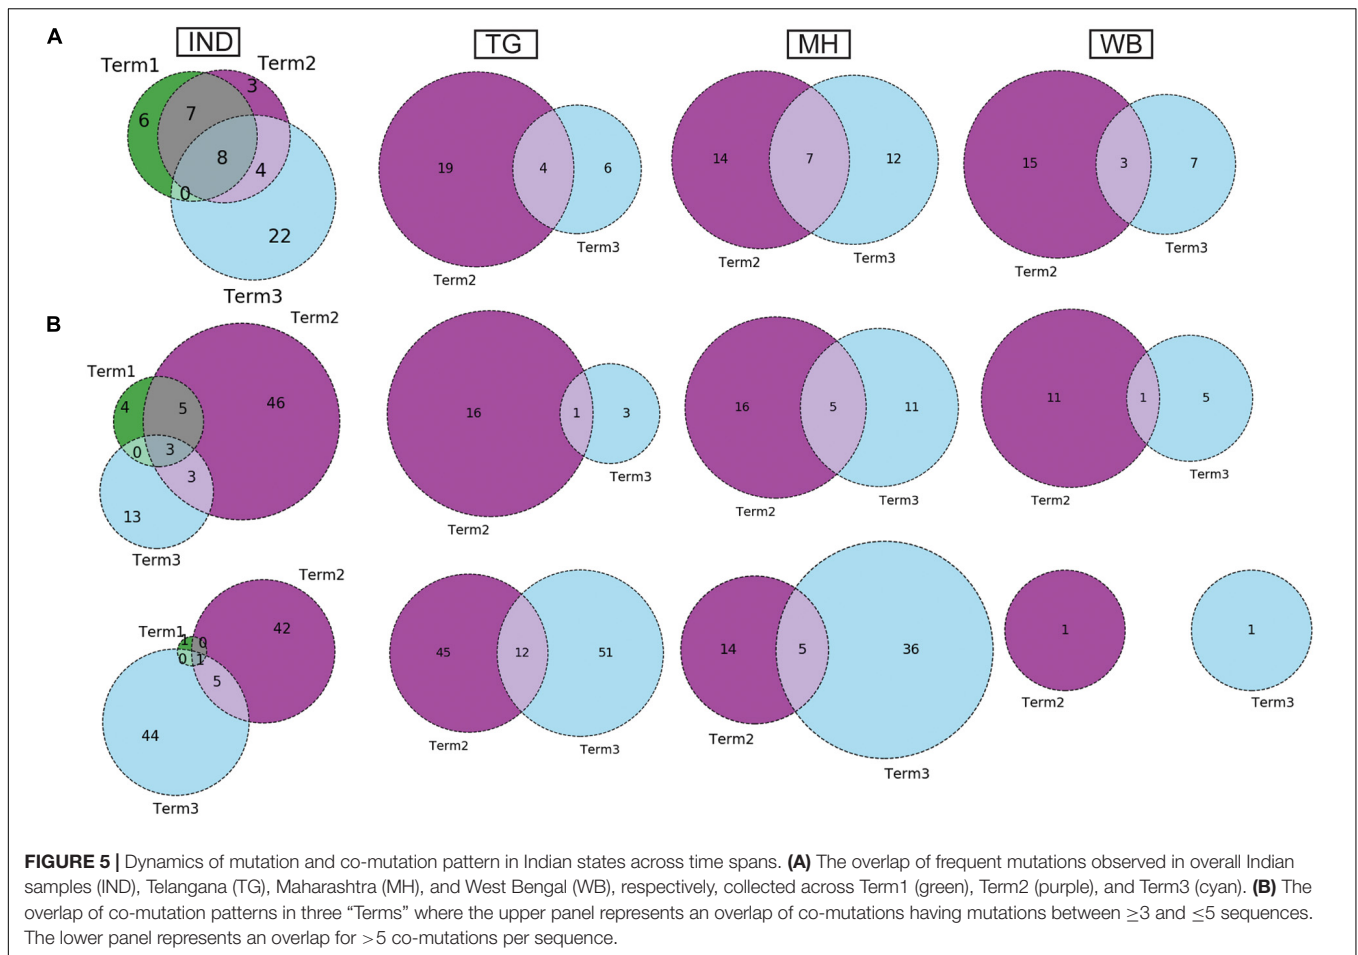 A
IND
TG
MH
WB
Term1
Term2
3
6
7
8
4
0
22
Term3
19
4
6
Term2
Term3
14
7
12
Term2
Term3
15
3
7
Term2
Term3
B
Term2
Term1
4
5
46
0
3
3
13
Term3
16
1
3
Term2
Term3
16
5
11
Term2
Term3
11
1
5
Term2
Term3
Term2
Term1
1
0
42
0
1
5
44
Term3
45
12
51
Term2
Term3
14
5
36
Term2
Term3
1
1
Term2
Term3
FIGURE 5 | Dynamics of mutation and co-mutation pattern in Indian states across time spans. (A) The overlap of frequent mutations observed in overall Indian
samples (IND), Telangana (TG), Maharashtra (MH), and West Bengal (WB), respectively, collected across Term1 (green), Term2 (purple), and Term3 (cyan). (B) The
overlap of co-mutation patterns in three “Terms” where the upper panel represents an overlap of co-mutations having mutations between ≥3 and ≤5 sequences.
The lower panel represents an overlap for >5 co-mutations per sequence.